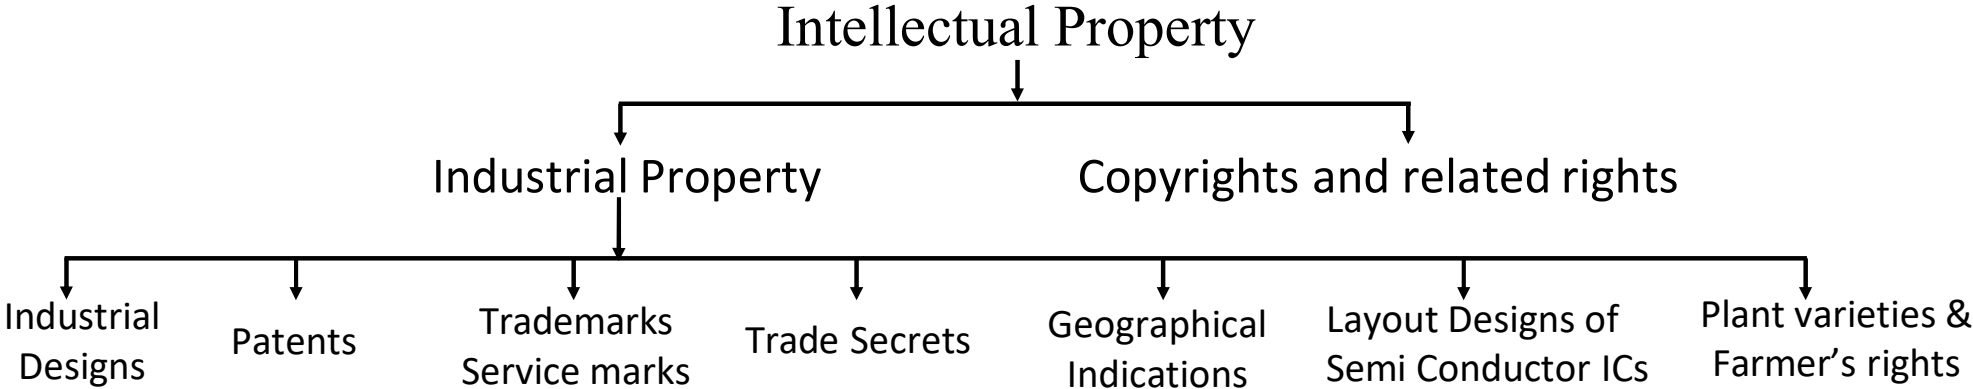 Intellectual Property
Industrial Property
Copyrights and related rights
Industrial
Designs
Patents
Trademarks
Service marks
Trade Secrets
Geographical
Indications
Layout Designs of
Semi Conductor ICs
Plant varieties &
Farmer’s rights